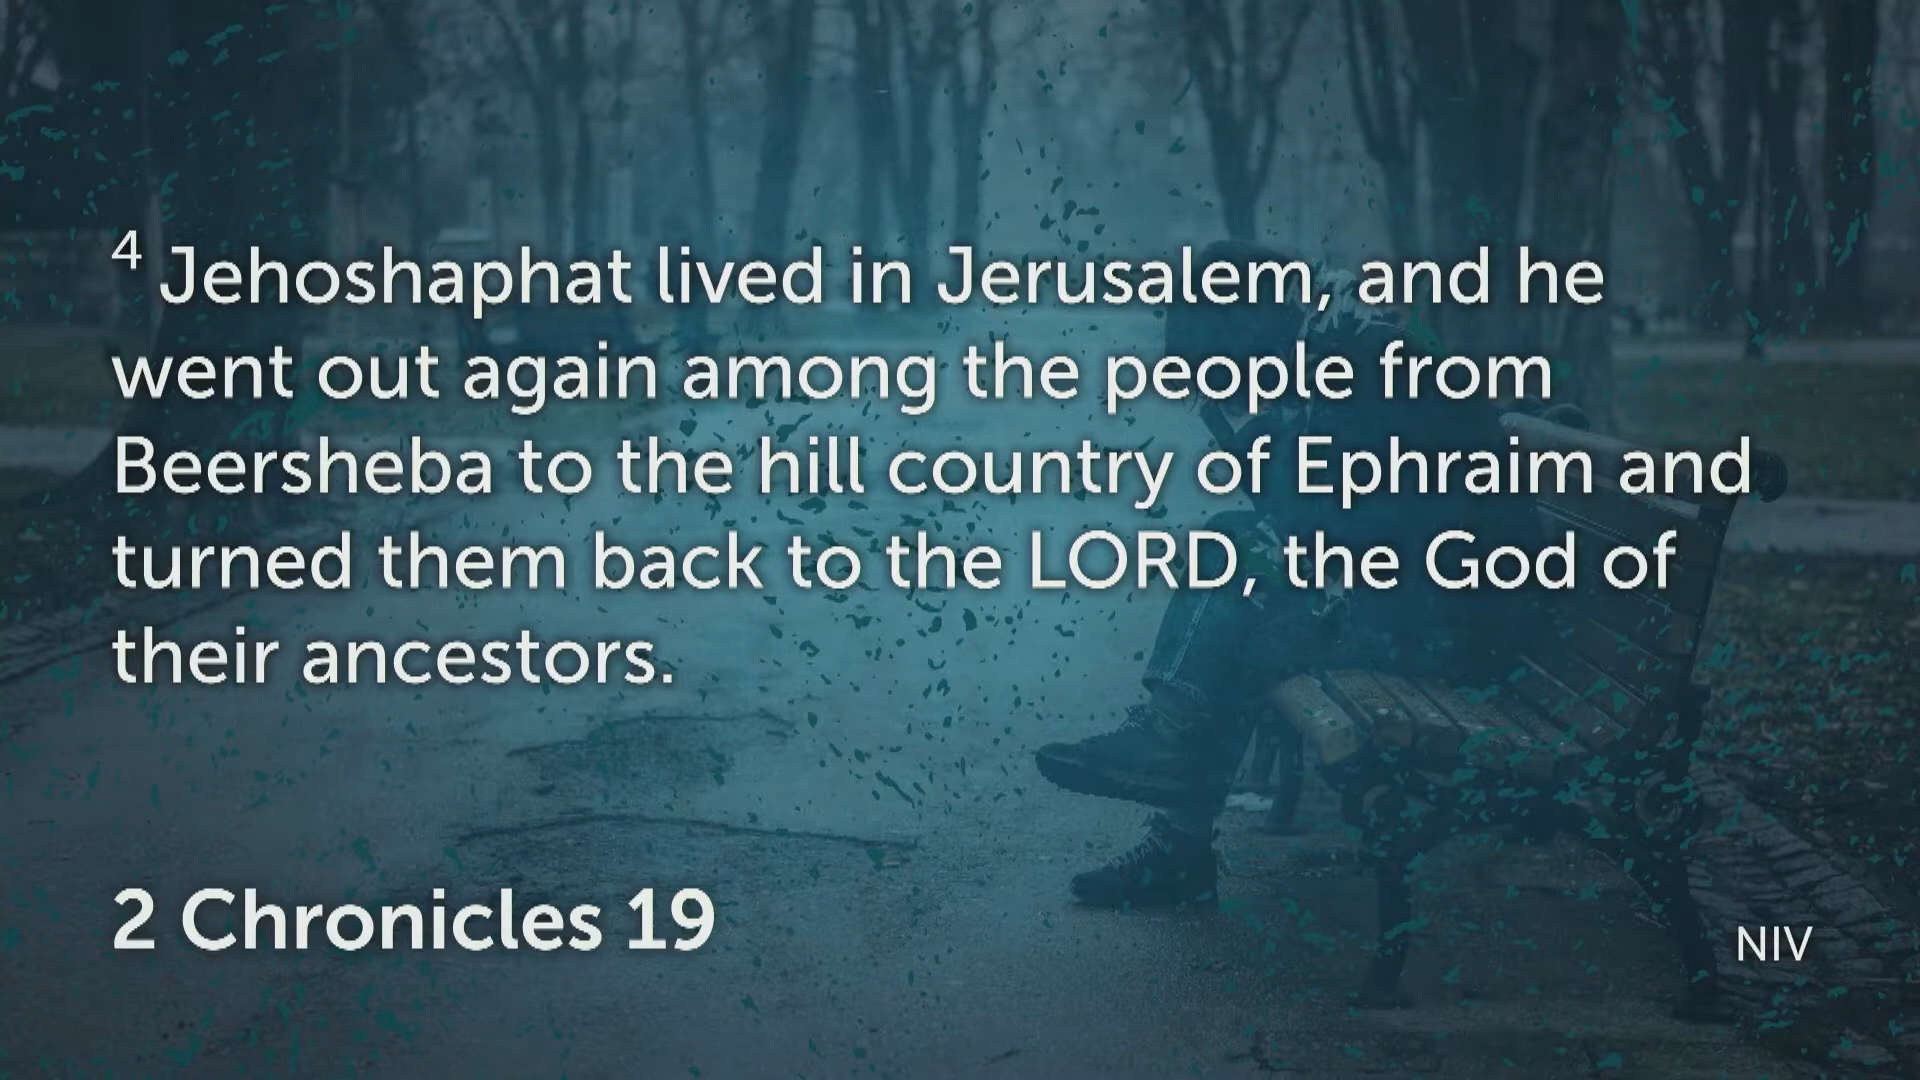 4 Jehoshaphat lived in Jerusalem, and he
went out again among the people from
Beersheba to the hill country of Ephraim and
turned them back to the LORD, the God of
their ancestors.
2 Chronicles 19
NIV